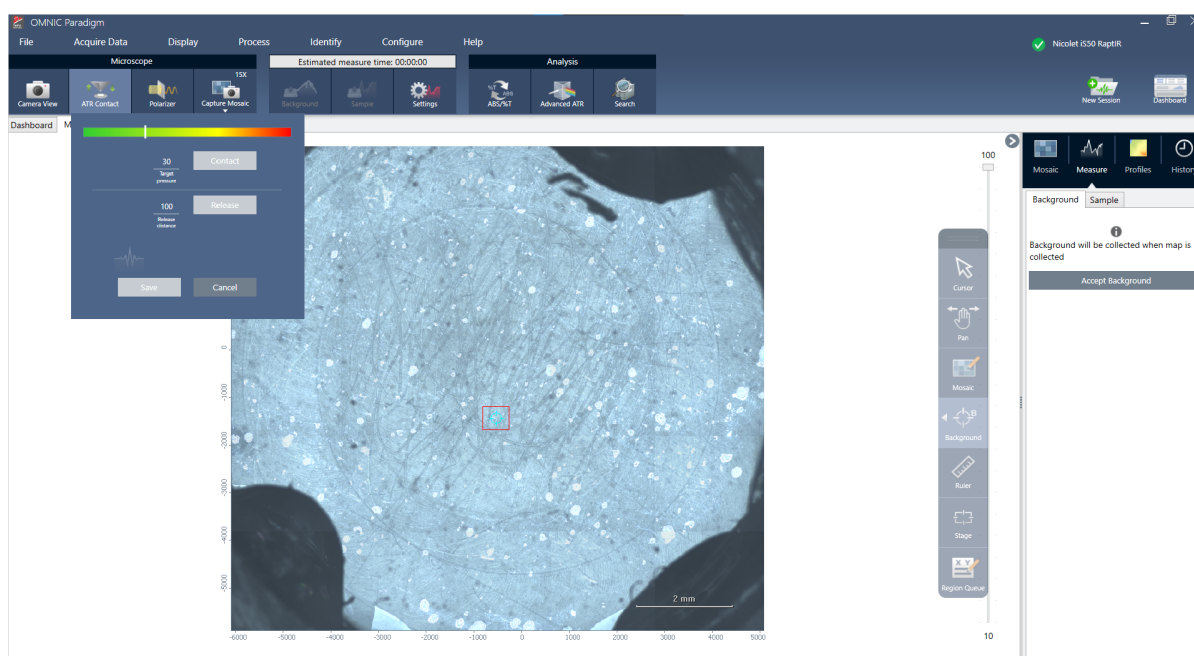 OMNIC Paradigm
File Acquire Data Display Process Identify Configure Help
Nicolet iS50 RaptIR
Microscope Estimated measure time: 00:00:00 Analysis
15X
Camera View ATR Contact Polarizer Capture Mosaic Background Sample Settings ABS/%T Advanced ATR Search New Session Dashboard
Dashboard M
30 Contact
Target
pressure
100 Release
Release
distance
Save Cancel
100
Mosaic Measure Profiles History
Background Sample
Background will be collected when map is
collected
Accept Background
Cursor
Pan
Mosaic
B
Background
Ruler
Stage
X Y
Region Queue
0
-1000
-2000
-3000
-4000
-5000
2 mm
-6000 -5000 -4000 -3000 -2000 -1000 0 1000 2000 3000 4000 5000
10